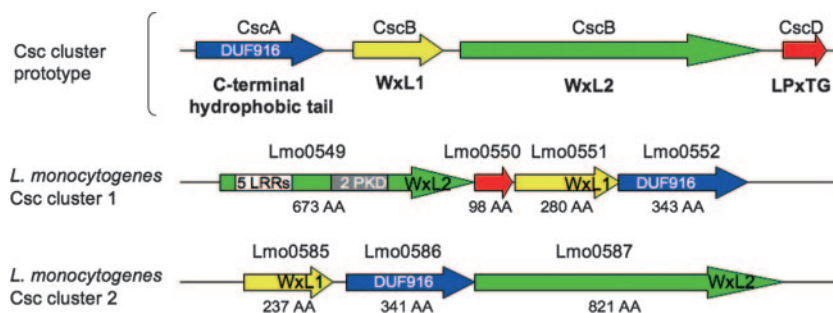 CscA CscB CscB CscD
Csc cluster
prototype
DUF916
C-terminal
hydrophobic tail
WxL1 WxL2 LPxTG
Lmo0549 Lmo0550 Lmo0551 Lmo0552
L. monocytogenes
Csc cluster 1
5 LRRs 2 PKD WxL2 WxL1 DUF916
673 AA 98 AA 280 AA 343 AA
Lmo0585 Lmo0586 Lmo0587
L. monocytogenes
Csc cluster 2
WxL1 DUF916 WxL2
237 AA 341 AA 821 AA